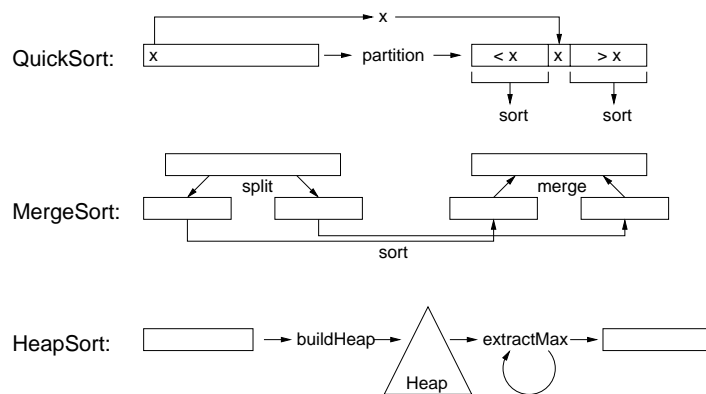 x
QuickSort: x partition < x x > x
sort sort
split merge
MergeSort:
sort
HeapSort: buildHeap extractMax
Heap